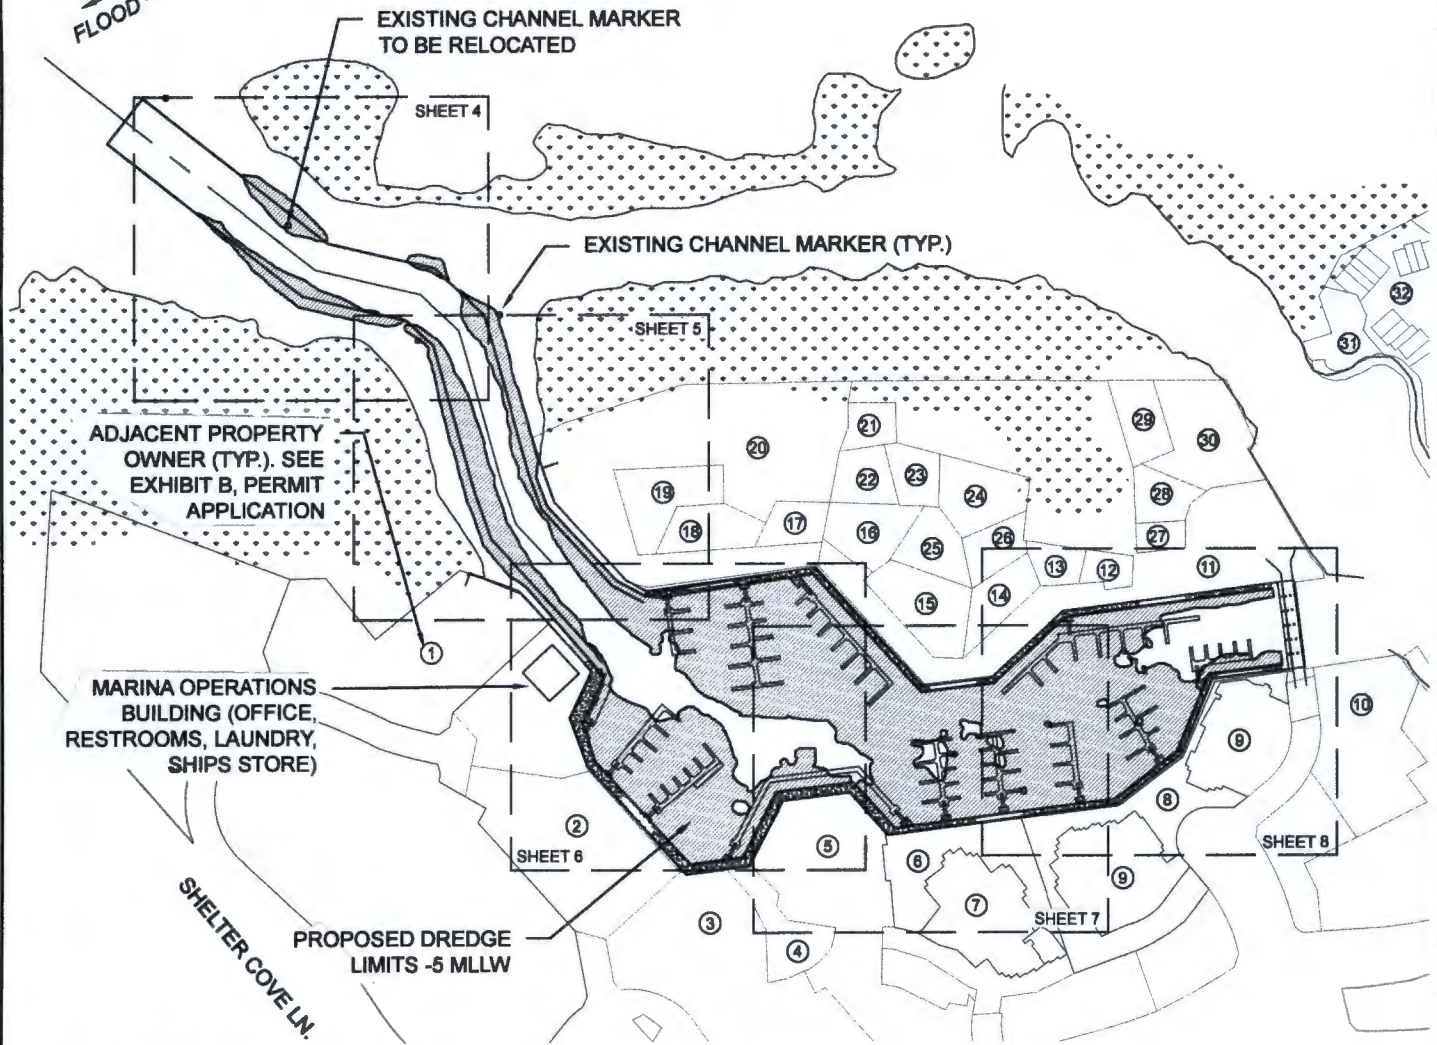 FLOOD
EXISTING CHANNEL MARKER
TO BE RELOCATED
SHEET 4
EXISTING CHANNEL MARKER (TYP.)
SHEET 5
32
31
ADJACENT PROPERTY
OWNER (TYP.). SEE
EXHIBIT B, PERMIT
APPLICATION
21
20
29
30
19
22
23
24
28
18
17
16
25
26
27
13
12
11
15
14
1
MARINA OPERATIONS
BUILDING (OFFICE,
RESTROOMS, LAUNDRY,
SHIPS STORE)
10
9
8
2
SHEET 6
5
6
SHEET 8
9
7
SHEET 7
3
4
SHELTER COVE LN.
PROPOSED DREDGE
LIMITS -5 MLLW